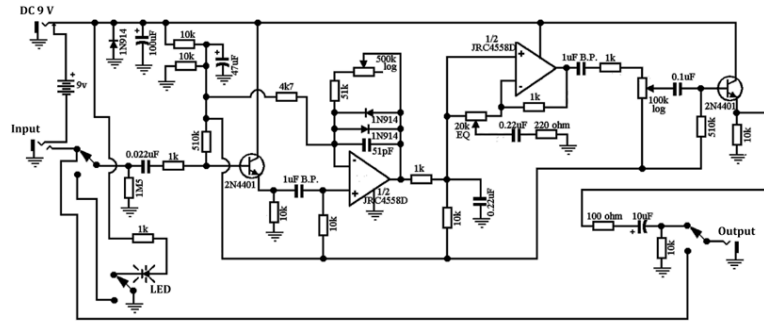 DC 9 V
1N914
100uF
10k
10k
47uF
9v
Input
0.022uF
1k
1M5
510k
2N4401
4k7
10k
1uF B.P.
10k
500k
log
51k
1N914
1N914
51pF
1/2
JRC4558D
1k
0.22uF
10k
1/2
JRC4558D
1uF B.P.
1k
1k
20k
EQ
0.22uF
220 ohm
100k
log
0.1uF
510k
2N4401
10k
1k
LED
100 ohm
10uF
10k
Output